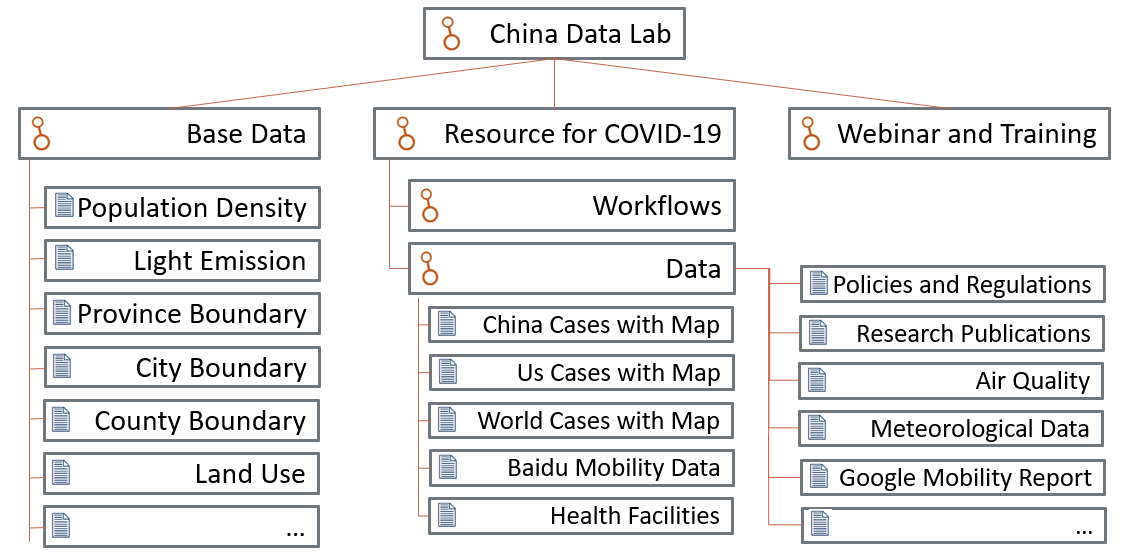 China Data Lab
Base Data
Population Density
Light Emission
Province Boundary
City Boundary
County Boundary
Land Use
...
Resource for COVID-19
Workflows
Data
China Cases with Map
Us Cases with Map
World Cases with Map
Baidu Mobility Data
Health Facilities
Policies and Regulations
Research Publications
Air Quality
Meteorological Data
Google Mobility Report
...
Webinar and Training